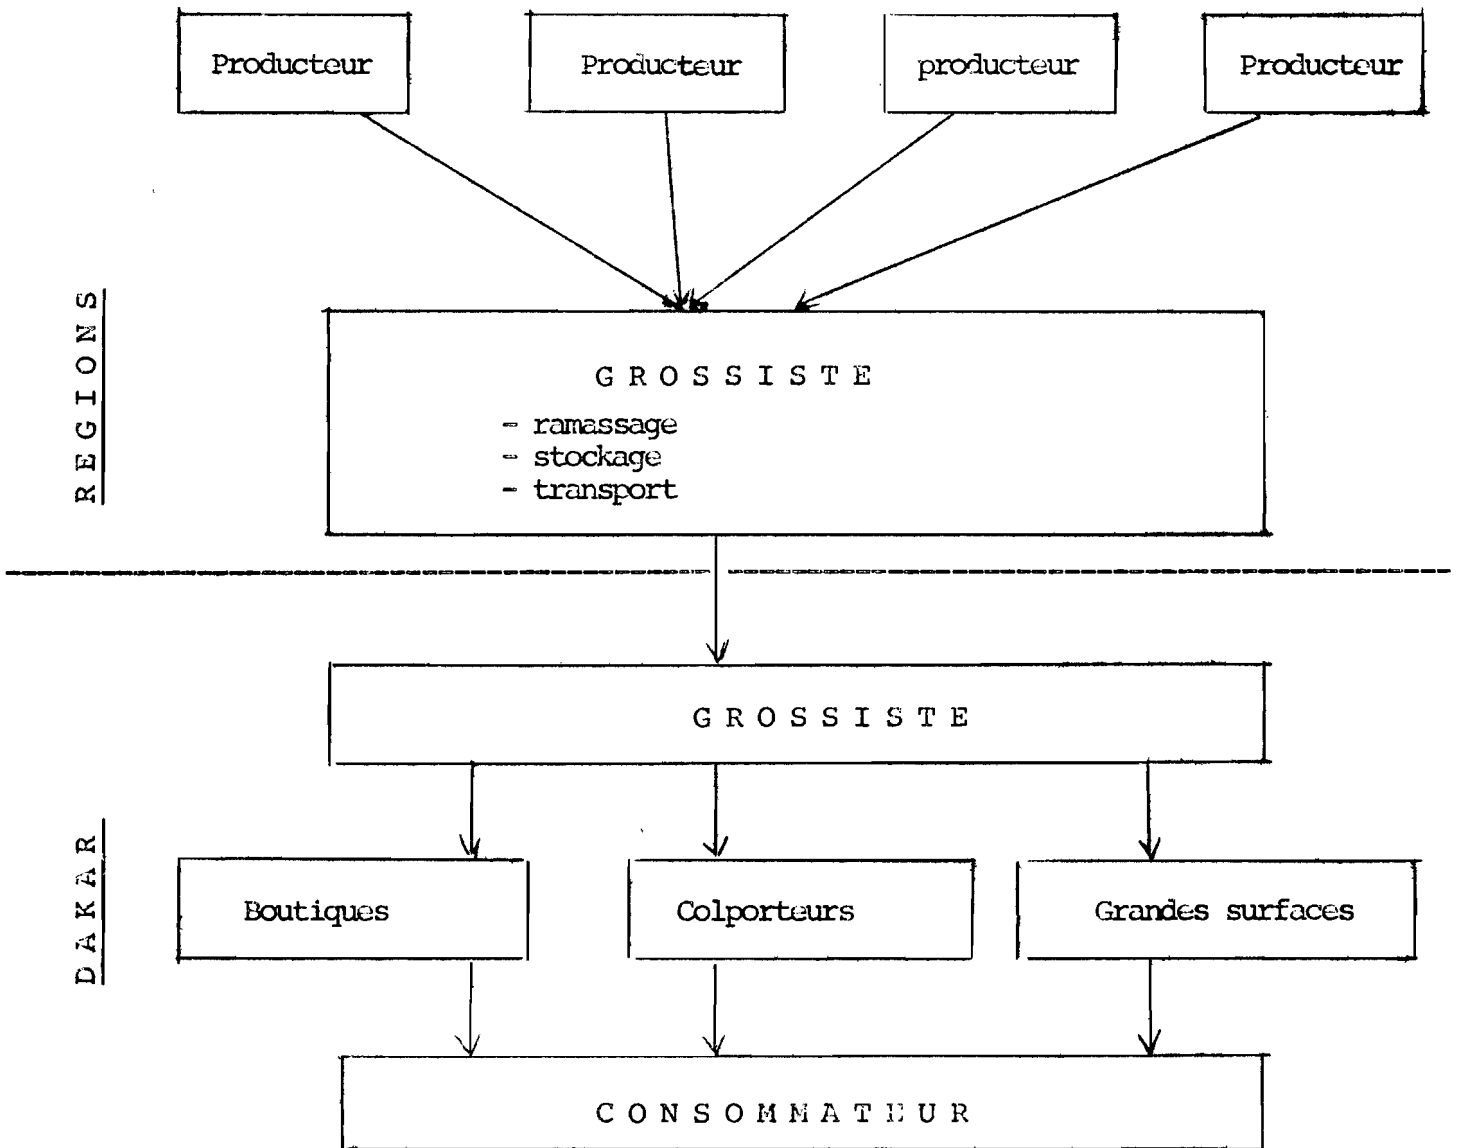 Producteur
Producteur
producteur
Producteur
REGIONS
GROSSISTE
- ramassage
- stockage
- transport
GROSSISTE
DAKAR
Boutiques
Colporteurs
Grandes surfaces
CONSOMMATEUR